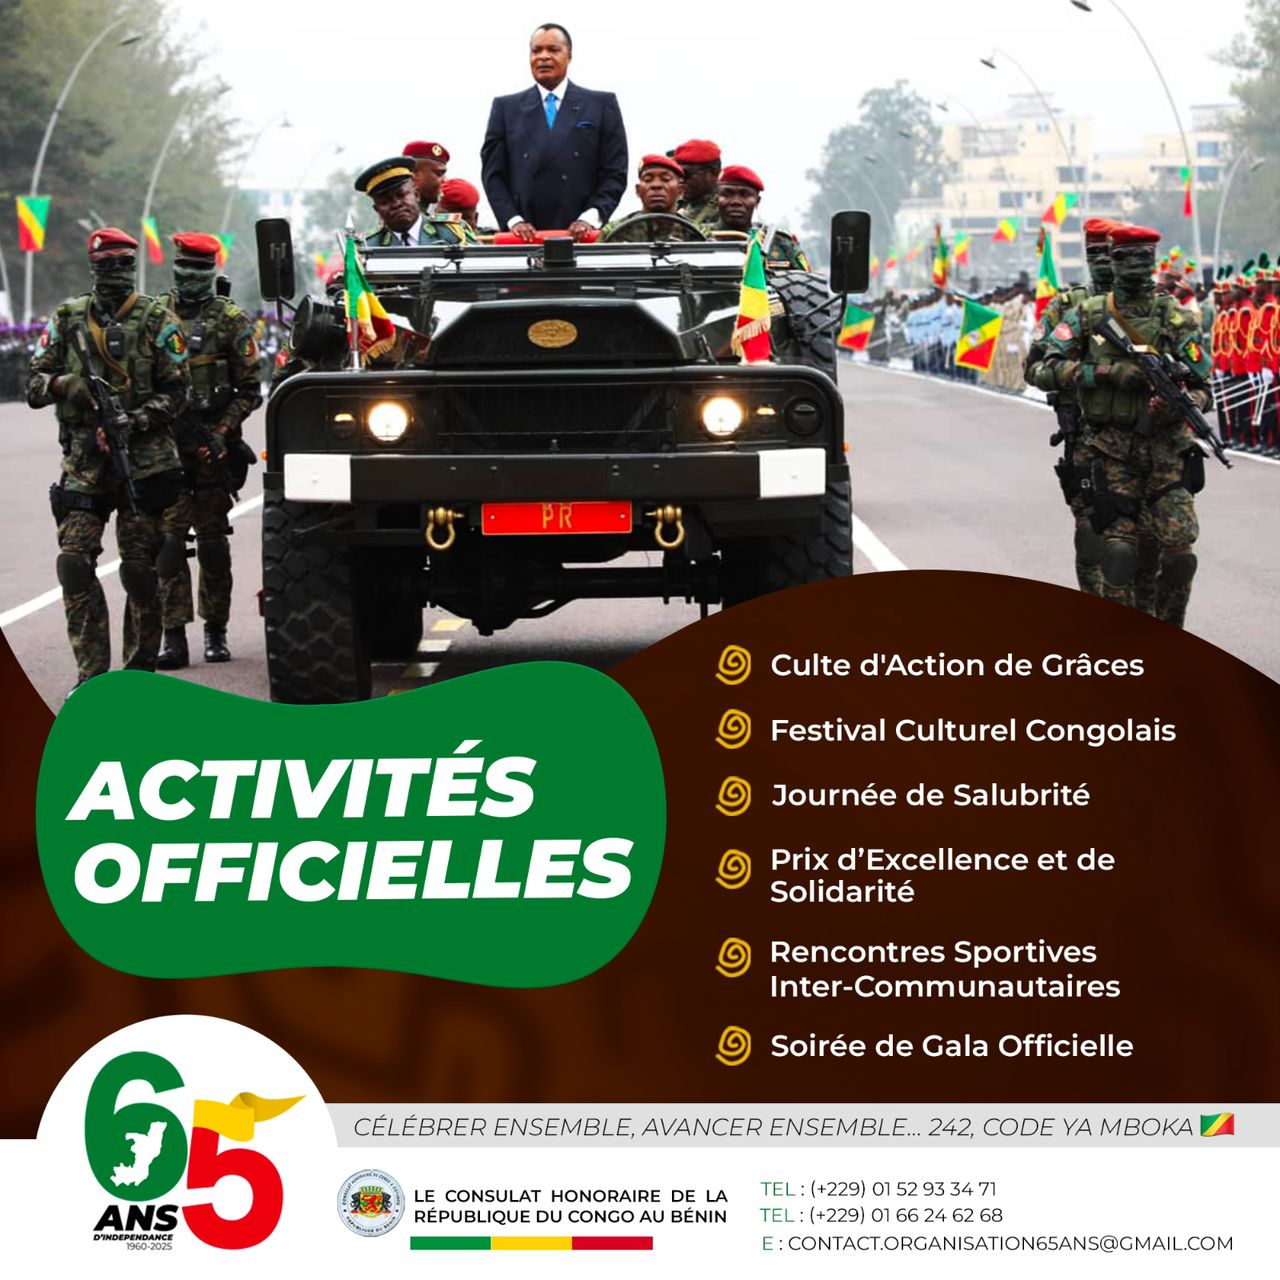 PR
ACTIVITÉS
OFFICIELLES
Culte d'Action de Grâces
Festival Culturel Congolais
Journée de Salubrité
Prix d’Excellence et de
Solidarité
Rencontres Sportives
Inter-Communautaires
Soirée de Gala Officielle
65
ANS
D'INDEPENDANCE
1960-2025
CÉLÉBRER ENSEMBLE, AVANCER ENSEMBLE... 242, CODE YA MBOKA
LE CONSULAT HONORAIRE DE LA
RÉPUBLIQUE DU CONGO AU BÉNIN
TEL : (+229) 01 52 93 34 71
TEL : (+229) 01 66 24 62 68
E : CONTACT.ORGANISATION65ANS@GMAIL.COM